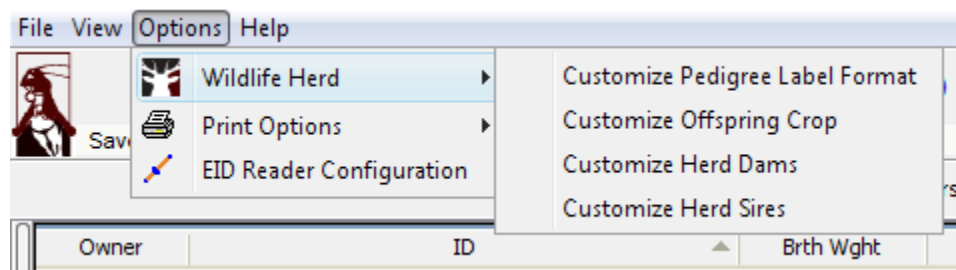 File View Options Help
Wildlife Herd
Customize Pedigree Label Format
Print Options
Customize Offspring Crop
EID Reader Configuration
Customize Herd Dams
Customize Herd Sires
Owner ID Brth Wght